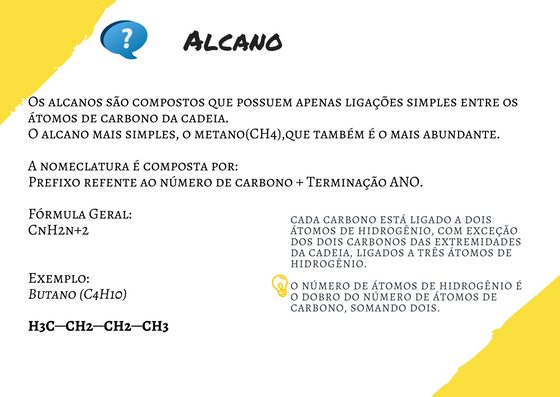 ?
Alcano
Os alcanos são compostos que possuem apenas ligações simples entre os
átomos de carbono da cadeia.
O alcano mais simples, o metano(CH4),que também é o mais abundante.
A nomeclatura é composta por:
Prefixo refente ao número de carbono + Terminação ANO.
Fórmula Geral:
CnH2n+2
Exemplo:
Butano (C4H10)
H3C—CH2—CH2—CH3
CADA CARBONO ESTÁ LIGADO A DOIS
ÁTOMOS DE HIDROGÊNIO, COM EXCEÇÃO
DOS DOIS CARBONOS DAS EXTREMIDADES
DA CADEIA, LIGADOS A TRÊS ÁTOMOS DE
HIDROGÊNIO.
O NÚMERO DE ÁTOMOS DE HIDROGÊNIO É
O DOBRO DO NÚMERO DE ÁTOMOS DE
CARBONO, SOMANDO DOIS.